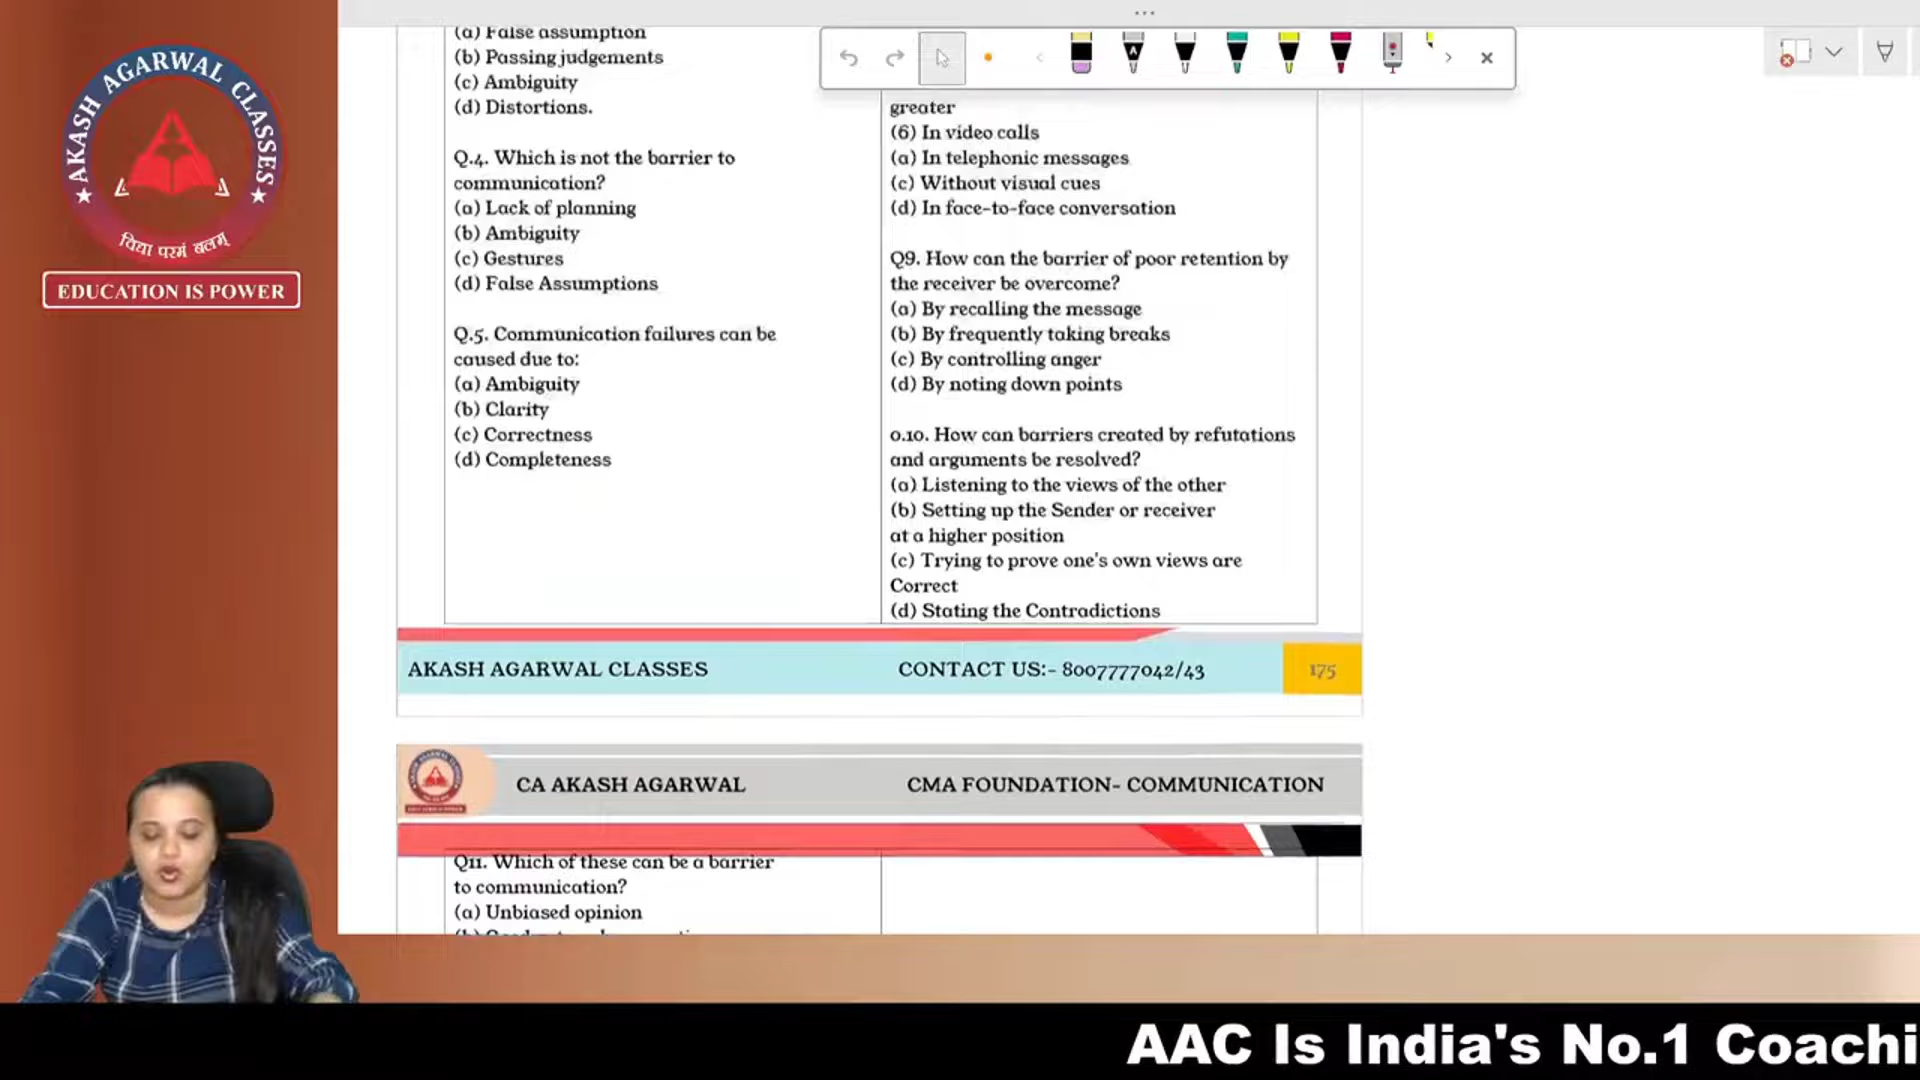 AKASH AGARWAL CLASSES
विद्या परमं बलम्
EDUCATION IS POWER
(a) False assumption
(b) Passing judgements
(c) Ambiguity
(d) Distortions.
Q.4. Which is not the barrier to
communication?
(a) Lack of planning
(b) Ambiguity
(c) Gestures
(d) False Assumptions
Q.5. Communication failures can be
caused due to:
(a) Ambiguity
(b) Clarity
(c) Correctness
(d) Completeness
greater
(6) In video calls
(a) In telephonic messages
(c) Without visual cues
(d) In face-to-face conversation
Q9. How can the barrier of poor retention by
the receiver be overcome?
(a) By recalling the message
(b) By frequently taking breaks
(c) By controlling anger
(d) By noting down points
0.10. How can barriers created by refutations
and arguments be resolved?
(a) Listening to the views of the other
(b) Setting up the Sender or receiver
at a higher position
(c) Trying to prove one's own views are
Correct
(d) Stating the Contradictions
AKASH AGARWAL CLASSES
CONTACT US:- 8007777042/43
175
CA AKASH AGARWAL
CMA FOUNDATION- COMMUNICATION
Q11. Which of these can be a barrier
to communication?
(a) Unbiased opinion
AAC Is India's No.1 Coachi